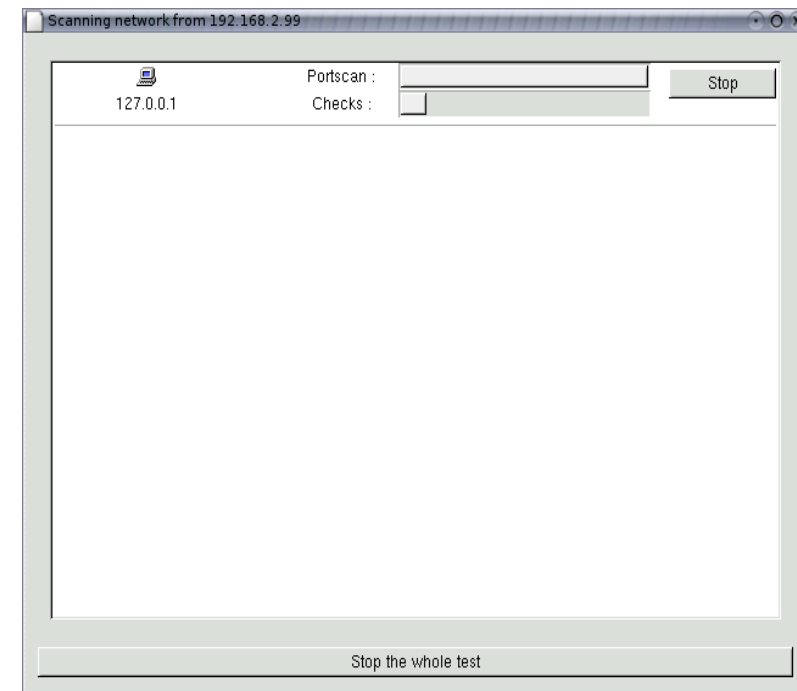 Scanning network from 192.168.2.99
Portscan :
Stop
127.0.0.1
Checks :
Stop the whole test